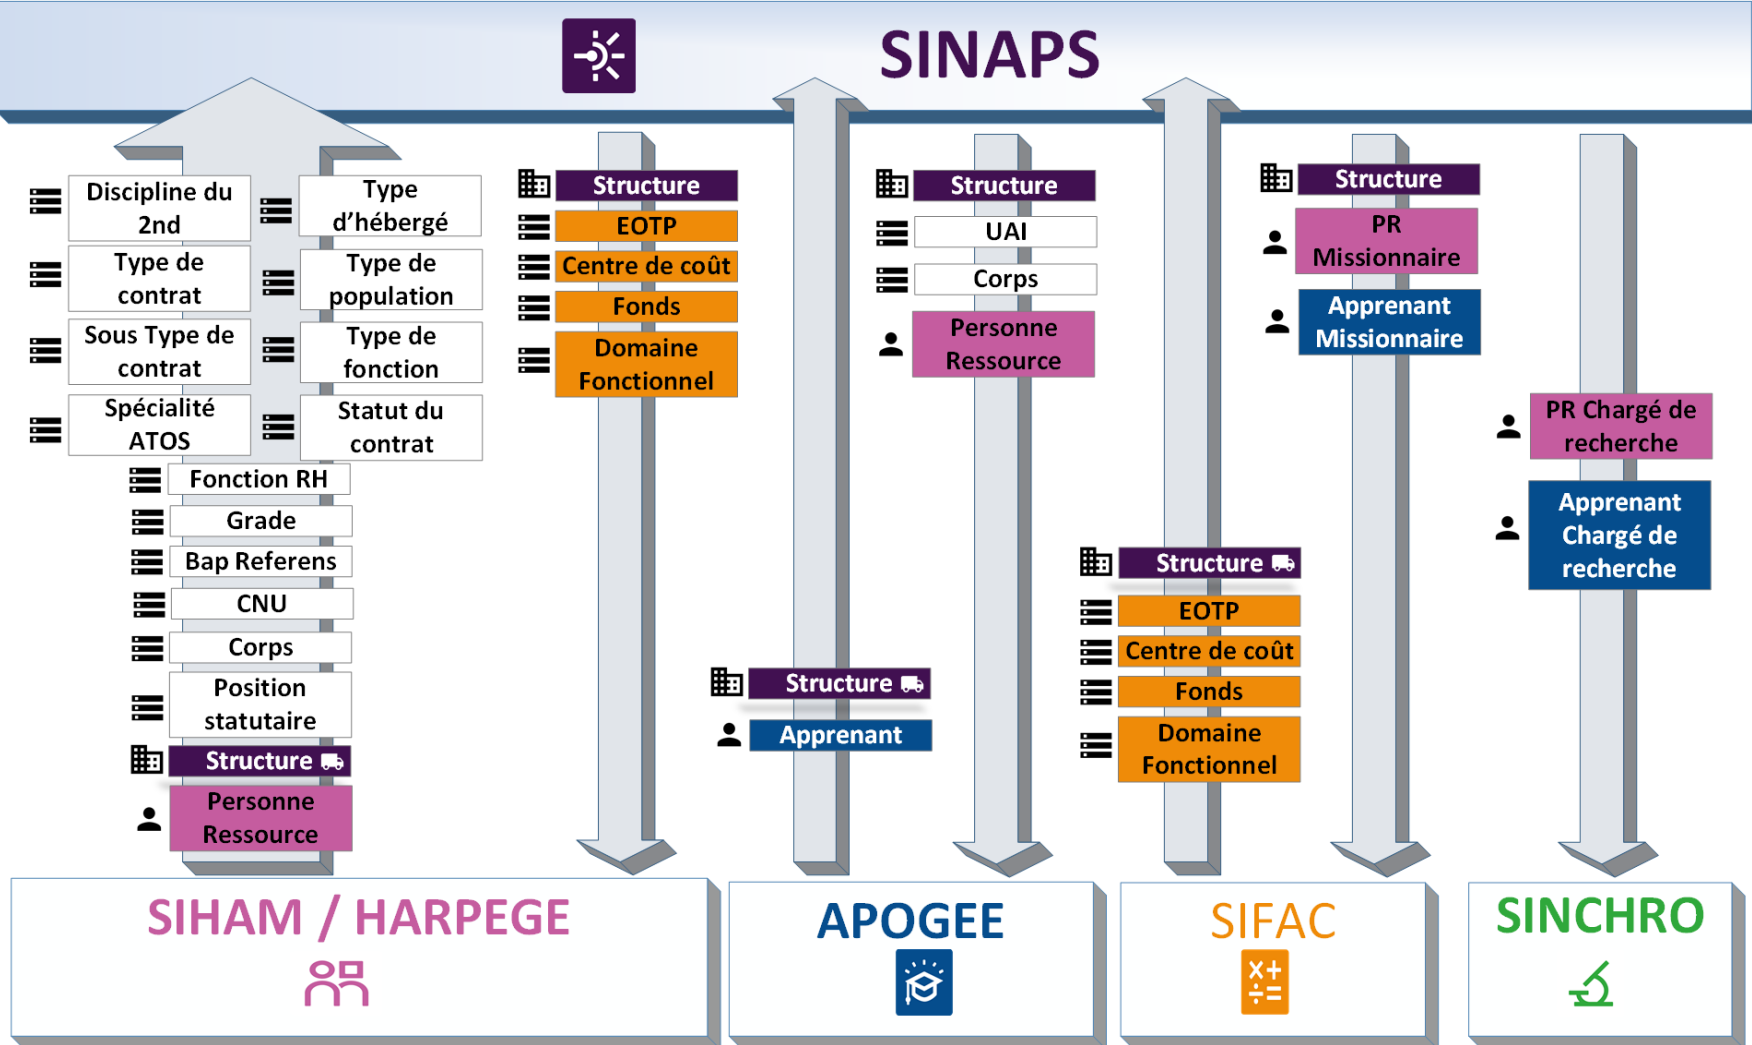 SINAPS
Discipline du
2nd
Type
d’hébergé
Type de
contrat
Type de
population
Sous Type de
contrat
Type de
fonction
Spécialité
ATOS
Statut du
contrat
Fonction RH
Grade
Bap Referens
CNU
Corps
Position
statutaire
Structure
Personne
Ressource
Structure
EOTP
Centre de coût
Fonds
Domaine
Fonctionnel
Structure
Apprenant
Structure
UAI
Corps
Personne
Ressource
Structure
EOTP
Centre de coût
Fonds
Domaine
Fonctionnel
Structure
PR
Missionnaire
Apprenant
Missionnaire
PR Chargé de
recherche
Apprenant
Chargé de
recherche
SIHAM / HARPEGE
APOGEE
SIFAC
SINCHRO